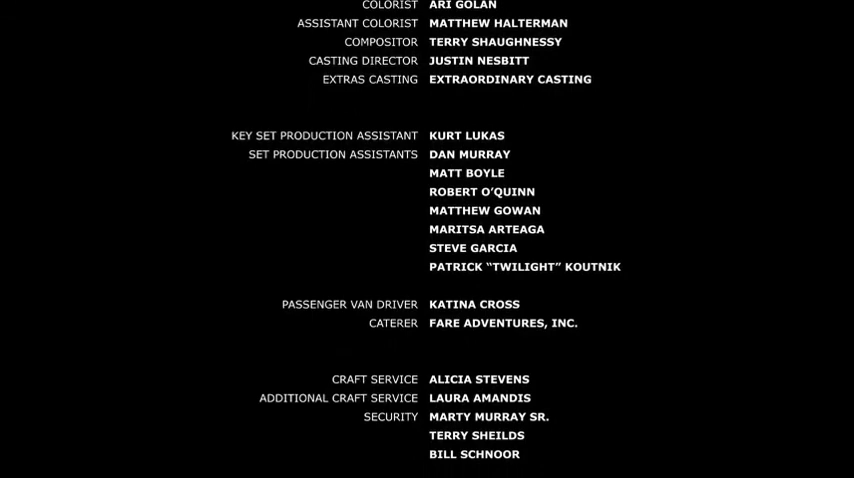 COLORIST ARI GOLAN
ASSISTANT COLORIST MATTHEW HALTERMAN
COMPOSITOR TERRY SHAUGHNESSY
CASTING DIRECTOR JUSTIN NESBITT
EXTRAS CASTING EXTRAORDINARY CASTING
KEY SET PRODUCTION ASSISTANT KURT LUKAS
SET PRODUCTION ASSISTANTS DAN MURRAY
MATT BOYLE
ROBERT O’QUINN
MATTHEW GOWAN
MARITSA ARTEAGA
STEVE GARCIA
PATRICK “TWILIGHT” KOUTNIK
PASSENGER VAN DRIVER KATINA CROSS
CATERER FARE ADVENTURES, INC.
CRAFT SERVICE ALICIA STEVENS
ADDITIONAL CRAFT SERVICE LAURA AMANDIS
SECURITY MARTY MURRAY SR.
TERRY SHEILDS
BILL SCHNOOR